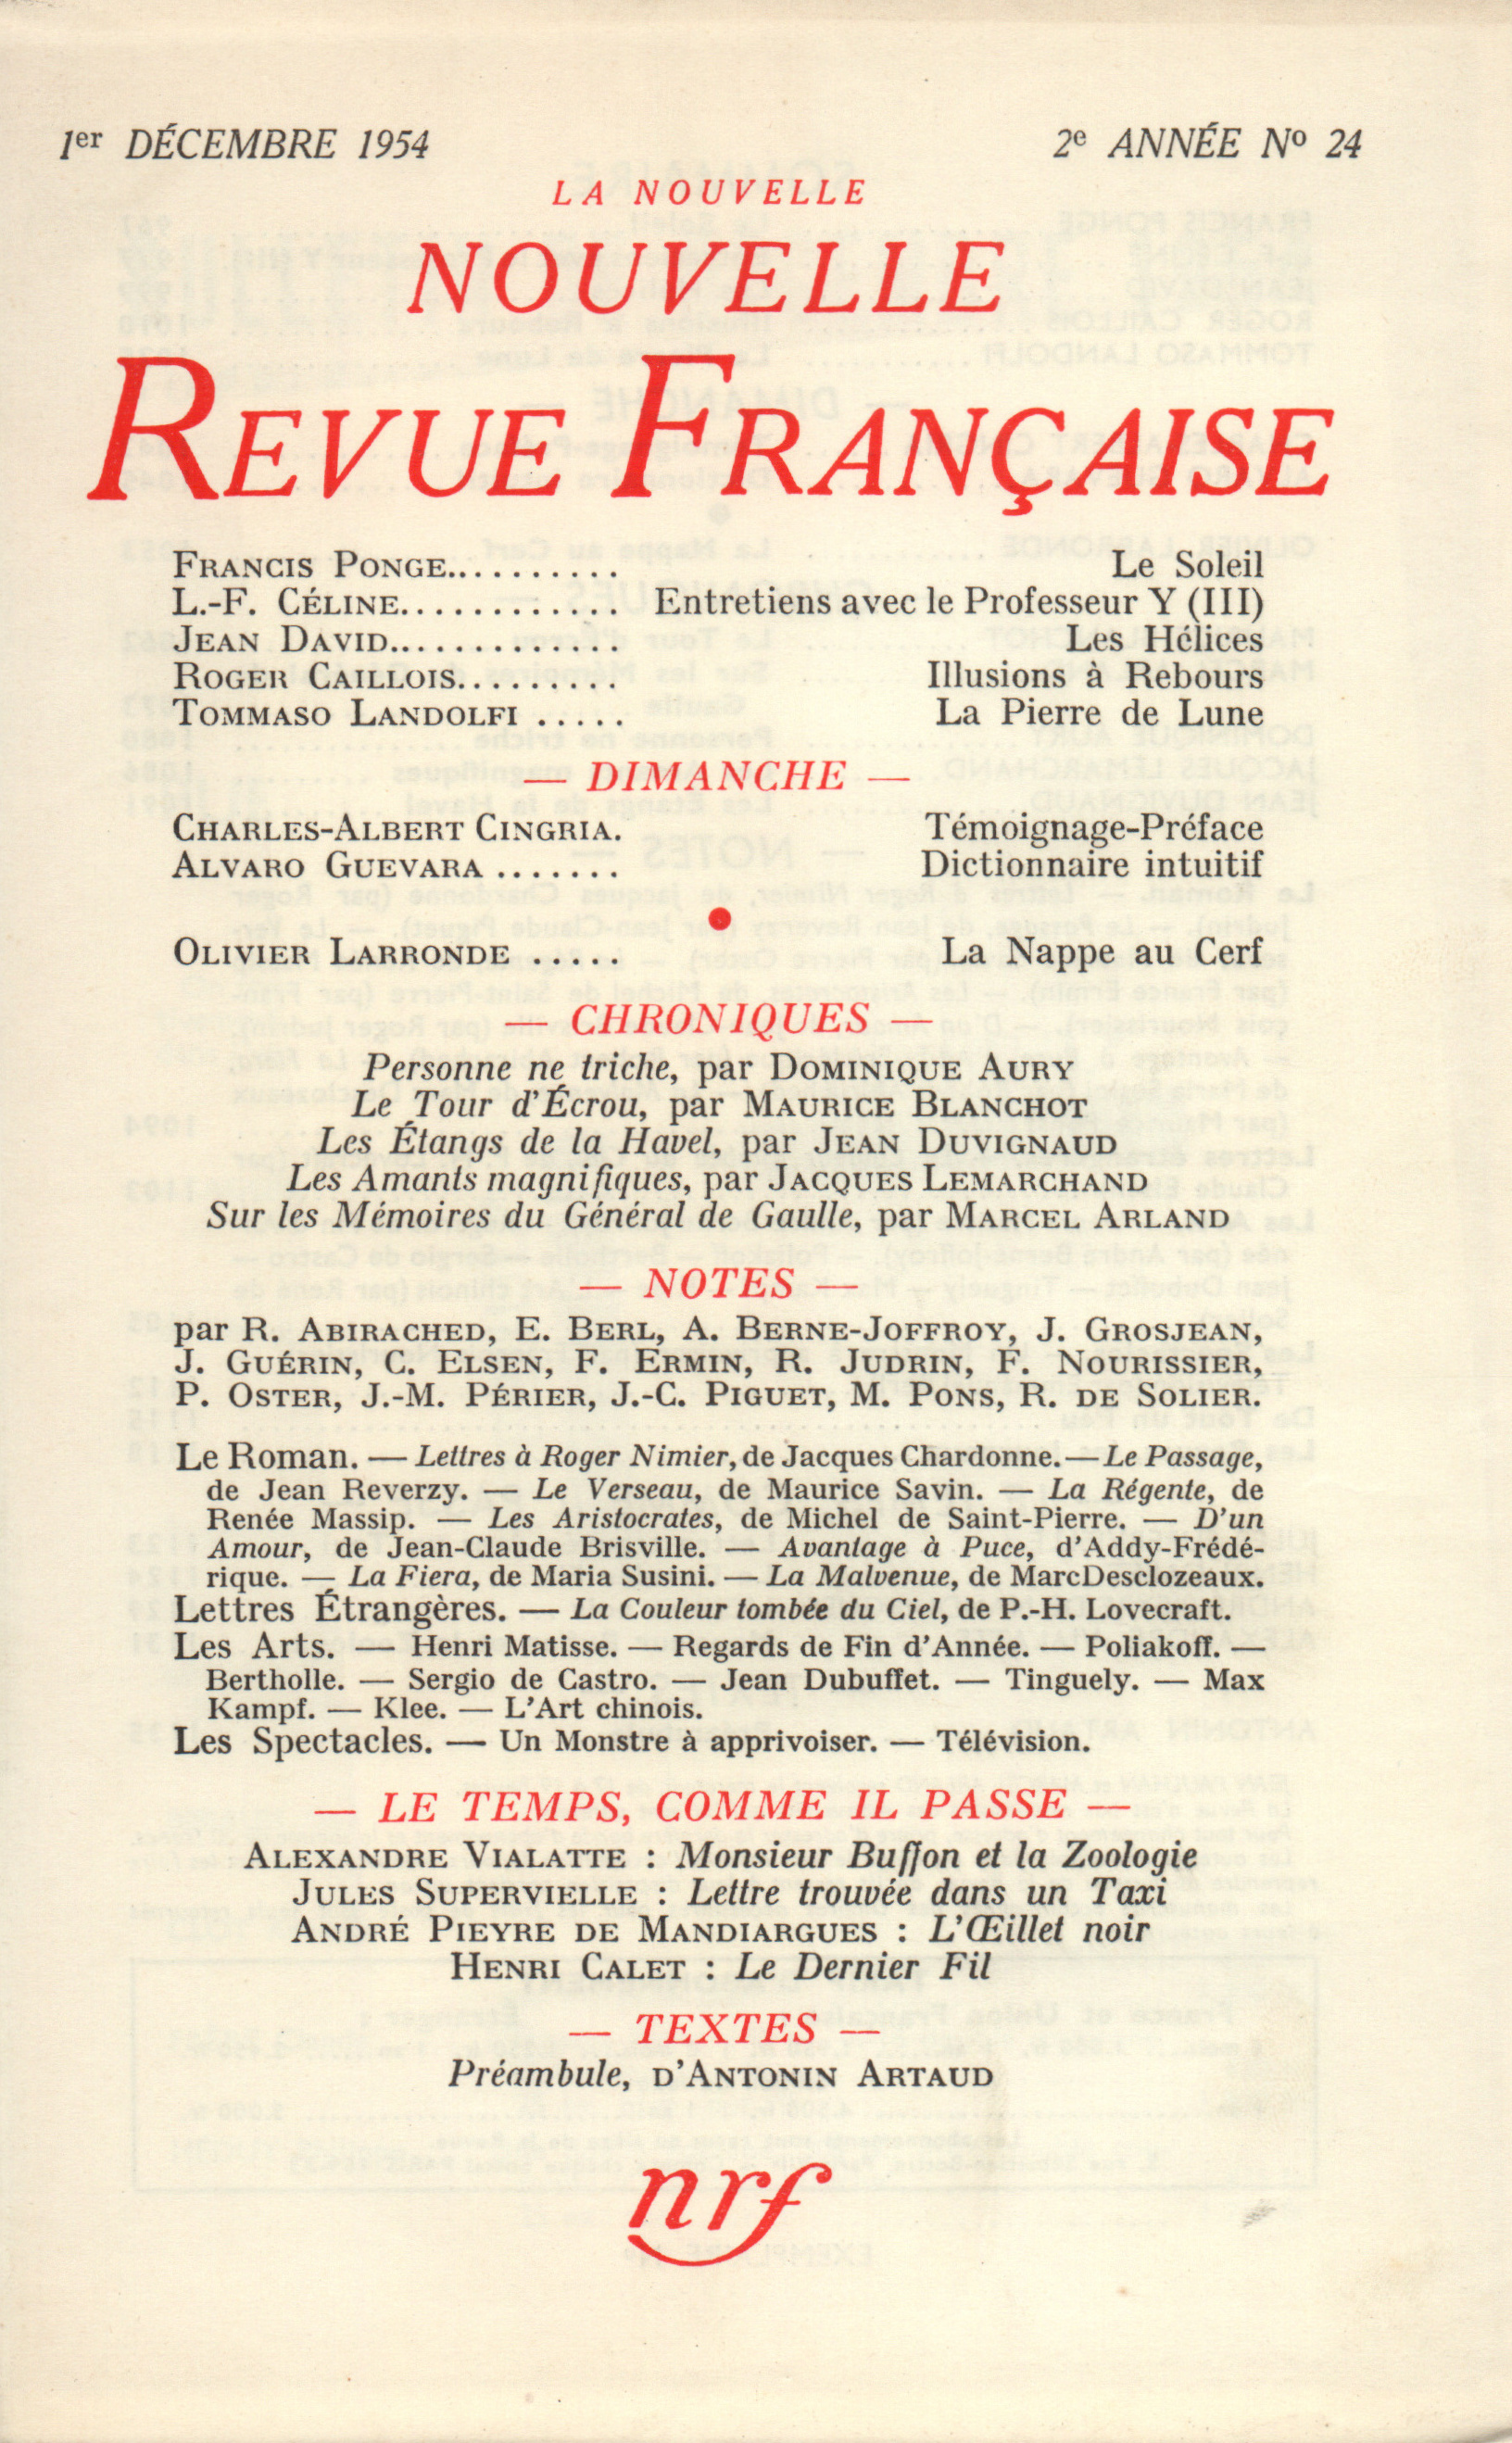 1er DÉCEMBRE 1954
2e ANNÉE No 24
LA NOUVELLE
NOUVELLE
REVUE FRANÇAISE
FRANCIS PONGE.......... Le Soleil
L.-F. CÉLINE............ Entretiens avec le Professeur Y (III)
JEAN DAVID............. Les Hélices
ROGER CAILLOIS......... Illusions à Rebours
TOMMASO LANDOLFI ..... La Pierre de Lune
— DIMANCHE —
CHARLES-ALBERT CINGRIA. Témoignage-Préface
ALVARO GUEVARA ....... Dictionnaire intuitif
OLIVIER LARRONDE ..... La Nappe au Cerf
— CHRONIQUES —
Personne ne triche, par DOMINIQUE AURY
Le Tour d'Écrou, par MAURICE BLANCHOT
Les Étangs de la Havel, par JEAN DUVIGNAUD
Les Amants magnifiques, par JACQUES LEMARCHAND
Sur les Mémoires du Général de Gaulle, par MARCEL ARLAND
— NOTES —
par R. ABIRACHED, E. BERL, A. BERNE-JOFFROY, J. GROSJEAN,
J. GUÉRIN, C. ELSEN, F. ERMIN, R. JUDRIN, F. NOURISSIER,
P. OSTER, J.-M. PÉRIER, J.-C. PIGUET, M. PONS, R. DE SOLIER.
Le Roman. — Lettres à Roger Nimier, de Jacques Chardonne. — Le Passage,
de Jean Reverzy. — Le Verseau, de Maurice Savin. — La Régente, de
Renée Massip. — Les Aristocrates, de Michel de Saint-Pierre. — D'un
Amour, de Jean-Claude Brisville. — Avantage à Puce, d'Addy-Frédé-
rique. — La Fiera, de Maria Susini. — La Malvenue, de MarcDesclozeaux.
Lettres Étrangères. — La Couleur tombée du Ciel, de P.-H. Lovecraft.
Les Arts. — Henri Matisse. — Regards de Fin d'Année. — Poliakoff. —
Bertholle. — Sergio de Castro. — Jean Dubuffet. — Tinguely. — Max
Kampf. — Klee. — L'Art chinois.
Les Spectacles. — Un Monstre à apprivoiser. — Télévision.
— LE TEMPS, COMME IL PASSE —
ALEXANDRE VIALATTE : Monsieur Buffon et la Zoologie
JULES SUPERVIELLE : Lettre trouvée dans un Taxi
ANDRÉ PIEYRE DE MANDIARGUES : L'Œillet noir
HENRI CALET : Le Dernier Fil
— TEXTES —
Préambule, D'ANTONIN ARTAUD
nrf